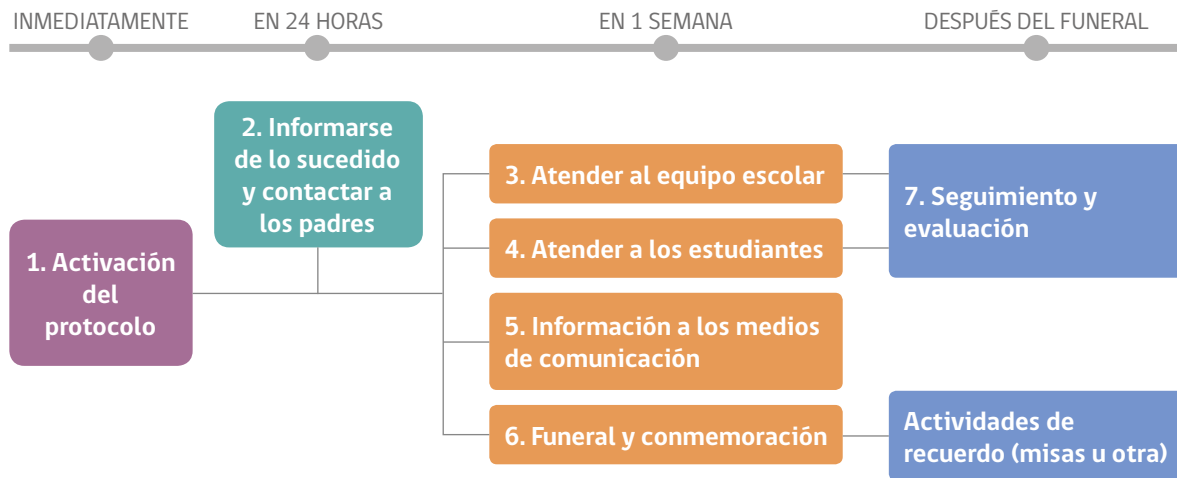 INMEDIATAMENTE
EN 24 HORAS
EN 1 SEMANA
DESPUÉS DEL FUNERAL
1. Activación
del
protocolo
2. Informarse
de lo sucedido
y contactar a
los padres
3. Atender al equipo escolar
4. Atender a los estudiantes
5. Información a los medios
de comunicación
6. Funeral y conmemoración
7. Seguimiento y
evaluación
Actividades de
recuerdo (misas u otra)